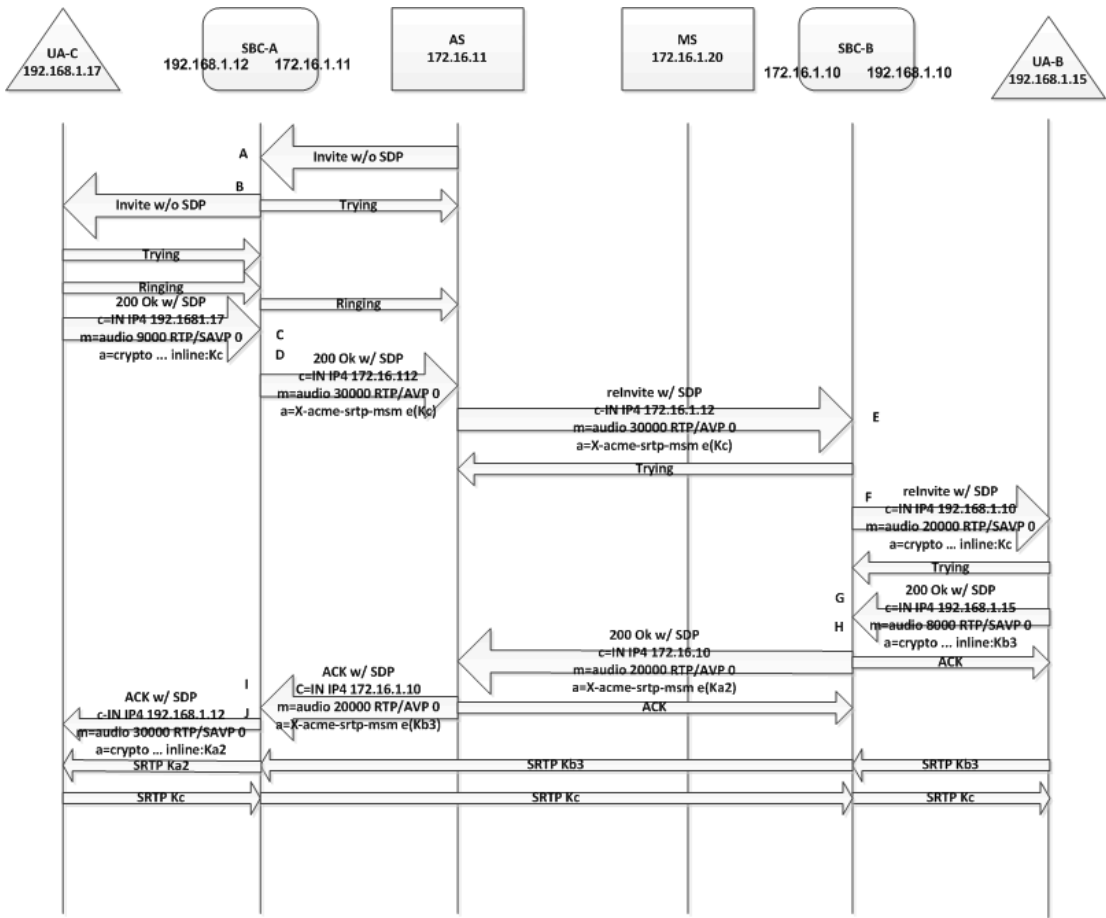 UA-C
192.168.1.17
SBC-A
192.168.1.12 172.16.1.11
AS
172.16.11
MS
172.16.1.20
SBC-B
172.16.1.10 192.168.1.10
UA-B
192.168.1.15
A
Invite w/o SDP
B
Invite w/o SDP
Trying
Trying
Ringing
Ringing
200 Ok w/ SDP
c=IN IP4 192.1681.17
m=audio 9000 RTP/SAVP 0
a=crypto ... inline:Kc
C
D
200 Ok w/ SDP
c=IN IP4 172.16.112
m=audio 30000 RTP/AVP 0
a=X-acme-srtp-msm e(Kc)
reInvite w/ SDP
c-IN IP4 172.16.1.12
m=audio 30000 RTP/AVP 0
a=X-acme-srtp-msm e(Kc)
E
Trying
F
reInvite w/ SDP
c=IN IP4 192.168.1.10
m=audio 20000 RTP/SAVP 0
a=crypto ... inline:Kc
Trying
G
H
200 Ok w/ SDP
c=IN IP4 192.168.1.15
m=audio 8000 RTP/SAVP 0
a=crypto ... inline:Kb3
200 Ok w/ SDP
c=IN IP4 172.16.10
m=audio 20000 RTP/AVP 0
a=X-acme-srtp-msm e(Ka2)
ACK
I
J
ACK w/ SDP
C=IN IP4 172.16.1.10
m=audio 20000 RTP/AVP 0
a=X-acme-srtp-msm e(Kb3)
ACK
ACK w/ SDP
c-IN IP4 192.168.1.12
m=audio 30000 RTP/SAVP 0
a=crypto ... inline:Ka2
SRTP Ka2
SRTP Kb3
SRTP Kb3
SRTP Kc
SRTP Kc
SRTP Kc